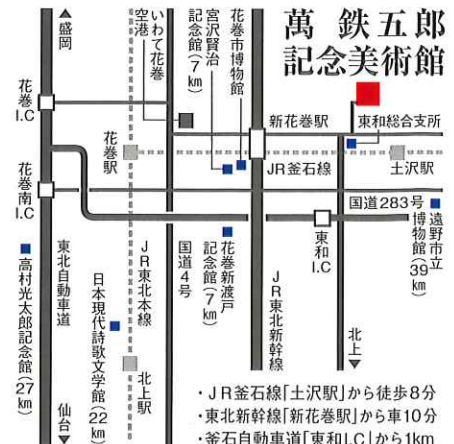 萬 鉄五郎
記念美術館
▲盛岡
花巻I.C
いわて花巻空港
宮沢賢治記念館(7km)
花巻市博物館
新花巻駅
東和総合支所
花巻駅
JR釜石線
土沢駅
花巻南I.C
国道283号
東和I.C
遠野市立博物館(39km)
高村光太郎記念館(27km)
東北自動車道
日本現代詩歌文学館(22km)
JR東北本線
国道4号
花巻新渡戸記念館(7km)
JR東北新幹線
北上▼
北上駅
仙台▼
・JR釜石線「土沢駅」から徒歩8分
・東北新幹線「新花巻駅」から車10分
・釜石自動車道「東和I.C」から1km